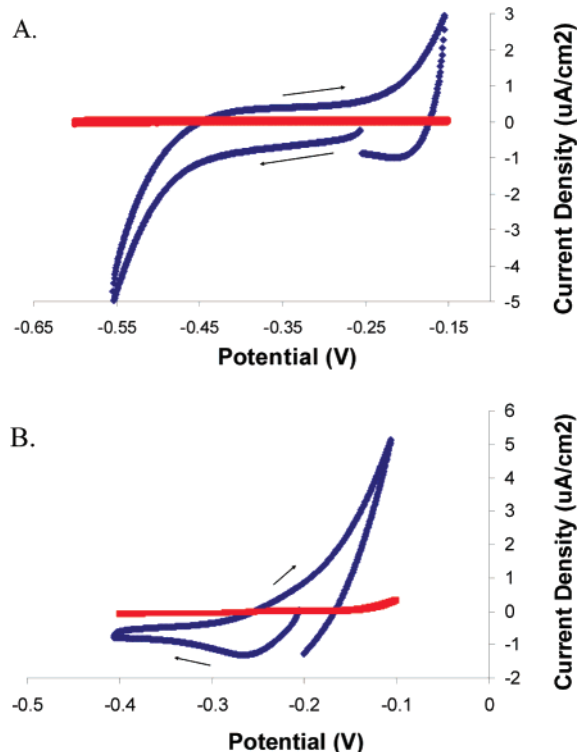 A.
3
2
1
0
-1
-2
-3
-4
-5
Current Density (uA/cm2)
-0.65 -0.55 -0.45 -0.35 -0.25 -0.15
Potential (V)
B.
6
5
4
3
2
1
0
-1
-2
Current Density (uA/cm2)
-0.5 -0.4 -0.3 -0.2 -0.1 0
Potential (V)